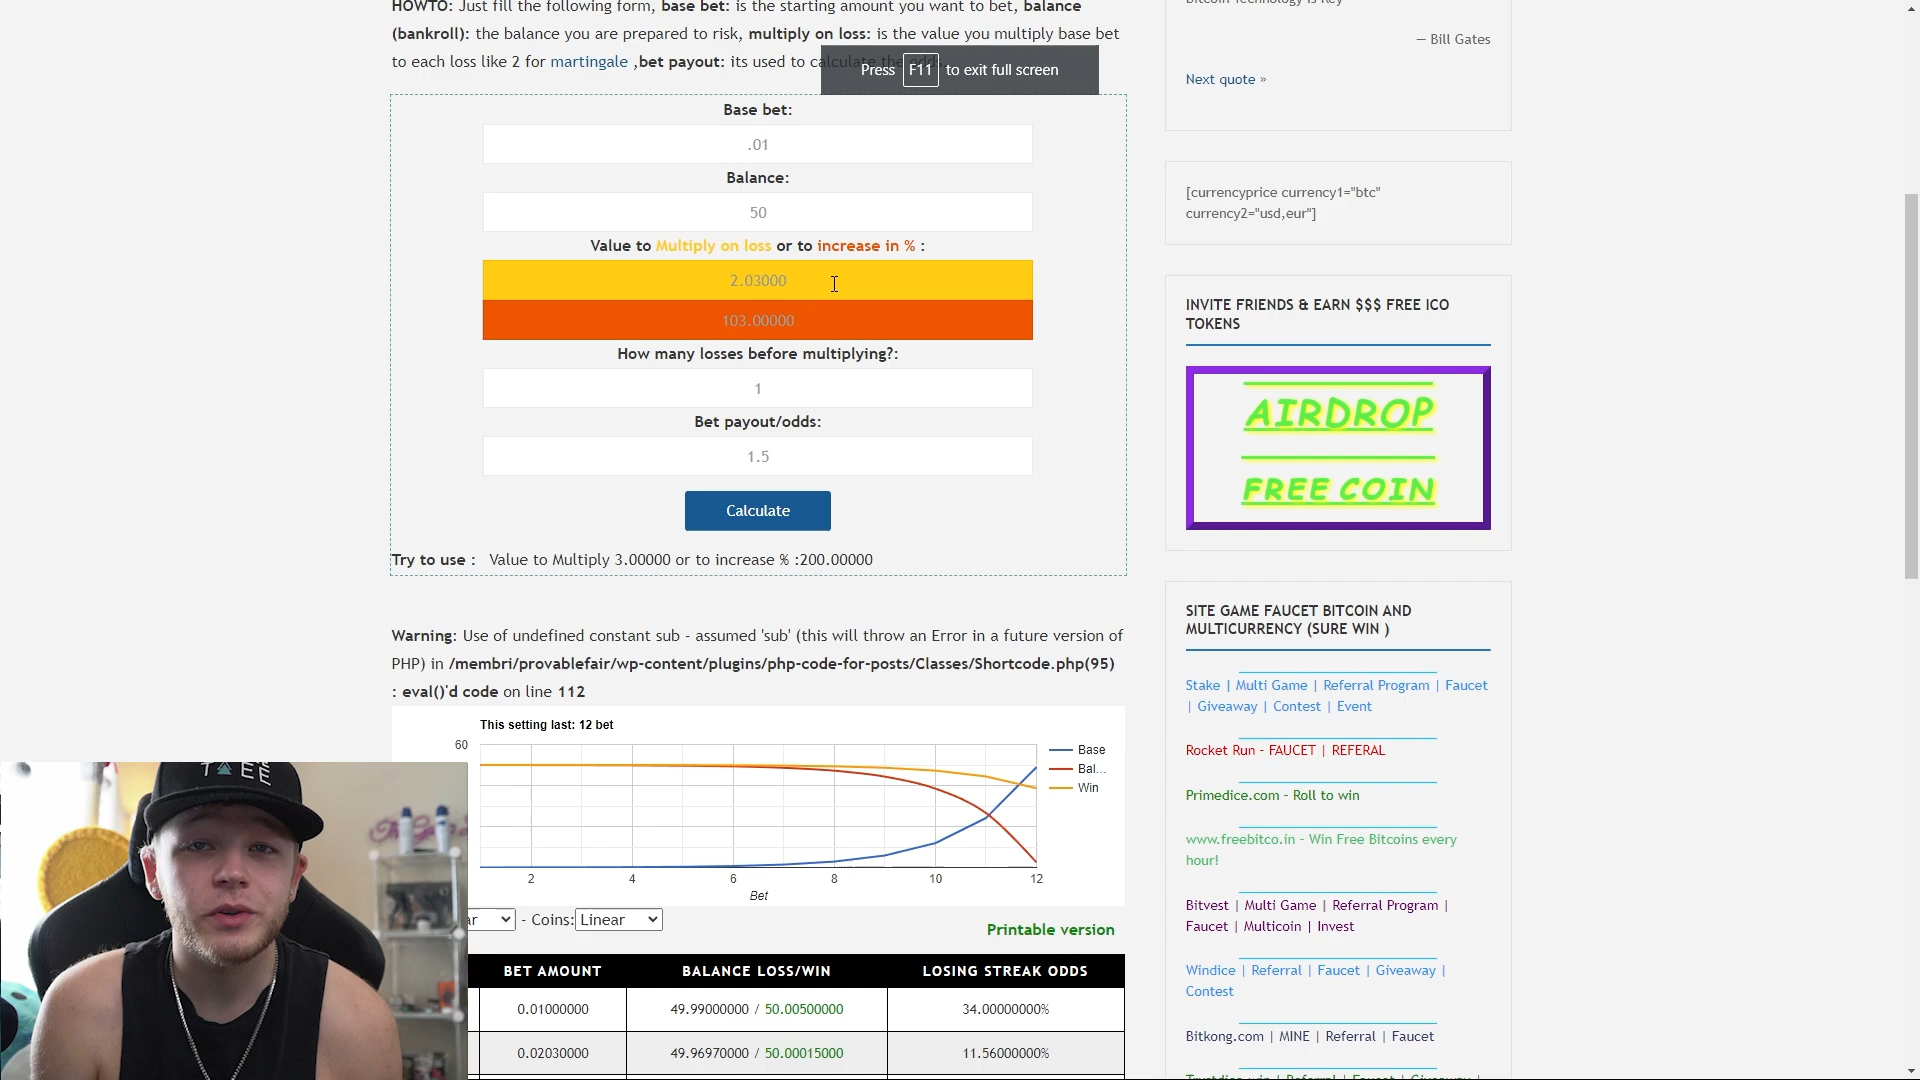 HOWTO: Just fill the following form, base bet: is the starting amount you want to bet, balance
(bankroll): the balance you are prepared to risk, multiply on loss: is the value you multiply base bet
to each loss like 2 for martingale ,bet payout: its used to calculate the odds
Press F11 to exit full screen
Base bet:
.01
Balance:
50
Value to Multiply on loss or to increase in % :
2.03000
103.00000
How many losses before multiplying?:
1
Bet payout/odds:
1.5
Calculate
Try to use : Value to Multiply 3.00000 or to increase % :200.00000
Warning: Use of undefined constant sub - assumed 'sub' (this will throw an Error in a future version of
PHP) in /membri/provablefair/wp-content/plugins/php-code-for-posts/Classes/Shortcode.php(95)
: eval()'d code on line 112
This setting last: 12 bet
60
Base
Bal...
Win
2 4 6 8 10 12
Bet
- Coins: Linear
Printable version
BET AMOUNT BALANCE LOSS/WIN LOSING STREAK ODDS
0.01000000 49.99000000 / 50.00500000 34.00000000%
0.02030000 49.96970000 / 50.00015000 11.56000000%
Bitcoin Technology is Key
— Bill Gates
Next quote »
[currencyprice currency1="btc"
currency2="usd,eur"]
INVITE FRIENDS & EARN $$$ FREE ICO
TOKENS
AIRDROP
FREE COIN
SITE GAME FAUCET BITCOIN AND
MULTICURRENCY (SURE WIN )
Stake | Multi Game | Referral Program | Faucet
| Giveaway | Contest | Event
Rocket Run - FAUCET | REFERAL
Primedice.com - Roll to win
www.freebitco.in - Win Free Bitcoins every
hour!
Bitvest | Multi Game | Referral Program |
Faucet | Multicoin | Invest
Windice | Referral | Faucet | Giveaway |
Contest
Bitkong.com | MINE | Referral | Faucet